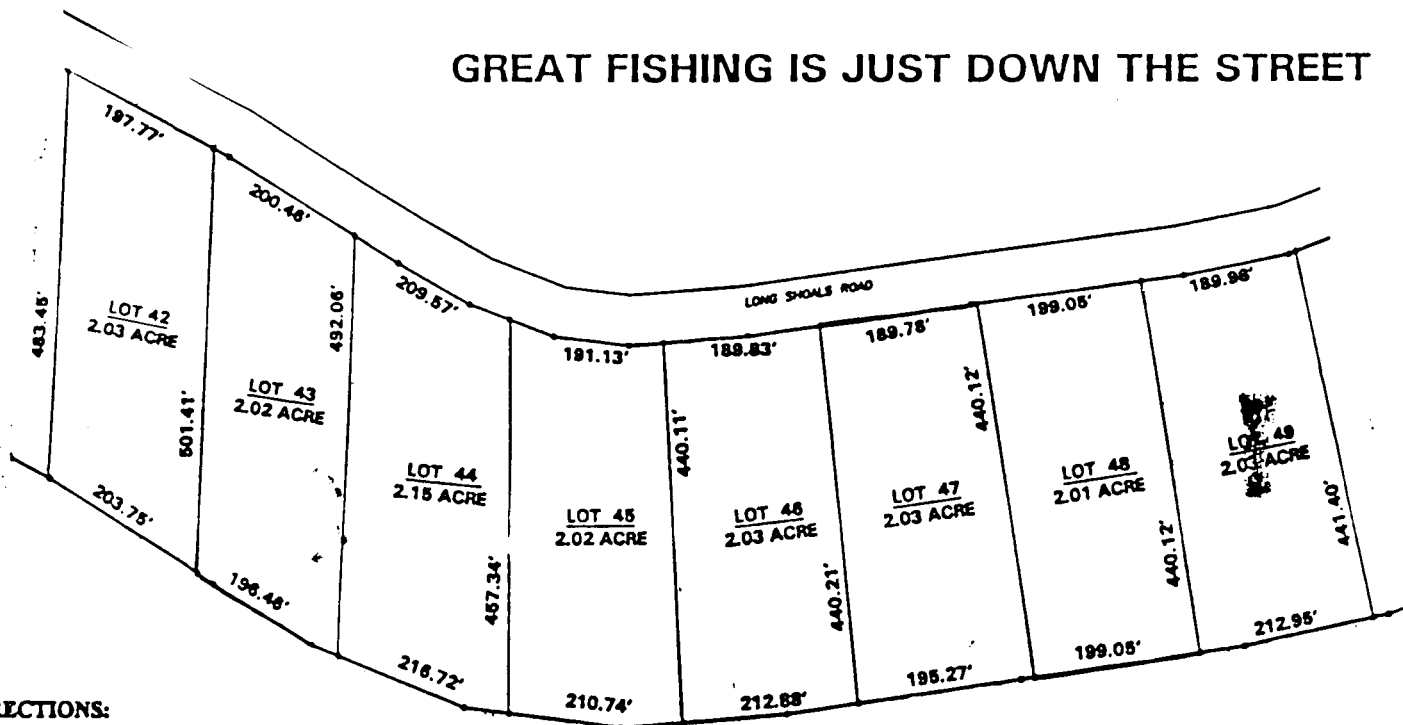 GREAT FISHING IS JUST DOWN THE STREET
197.77'
200.46'
209.57'
191.13'
LONG SHOALS ROAD
189.83'
189.78'
199.05'
189.98'
483.45'
LOT 42
2.03 ACRE
501.41'
LOT 43
2.02 ACRE
492.06'
LOT 44
2.15 ACRE
457.34'
LOT 45
2.02 ACRE
440.11'
LOT 46
2.03 ACRE
440.21'
LOT 47
2.03 ACRE
440.12'
LOT 48
2.01 ACRE
440.12'
49
ACRE
441.40'
203.75'
196.46'
216.72'
210.74'
212.88'
195.27'
199.05'
212.95'
RECTIONS: